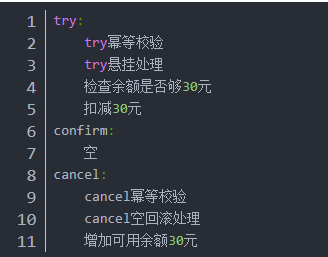 1 try:
2     try幂等校验
3     try悬挂处理
4     检查余额是否够30元
5     扣减30元
6 confirm:
7     空
8 cancel:
9     cancel幂等校验
10     cancel空回滚处理
11     增加可用余额30元